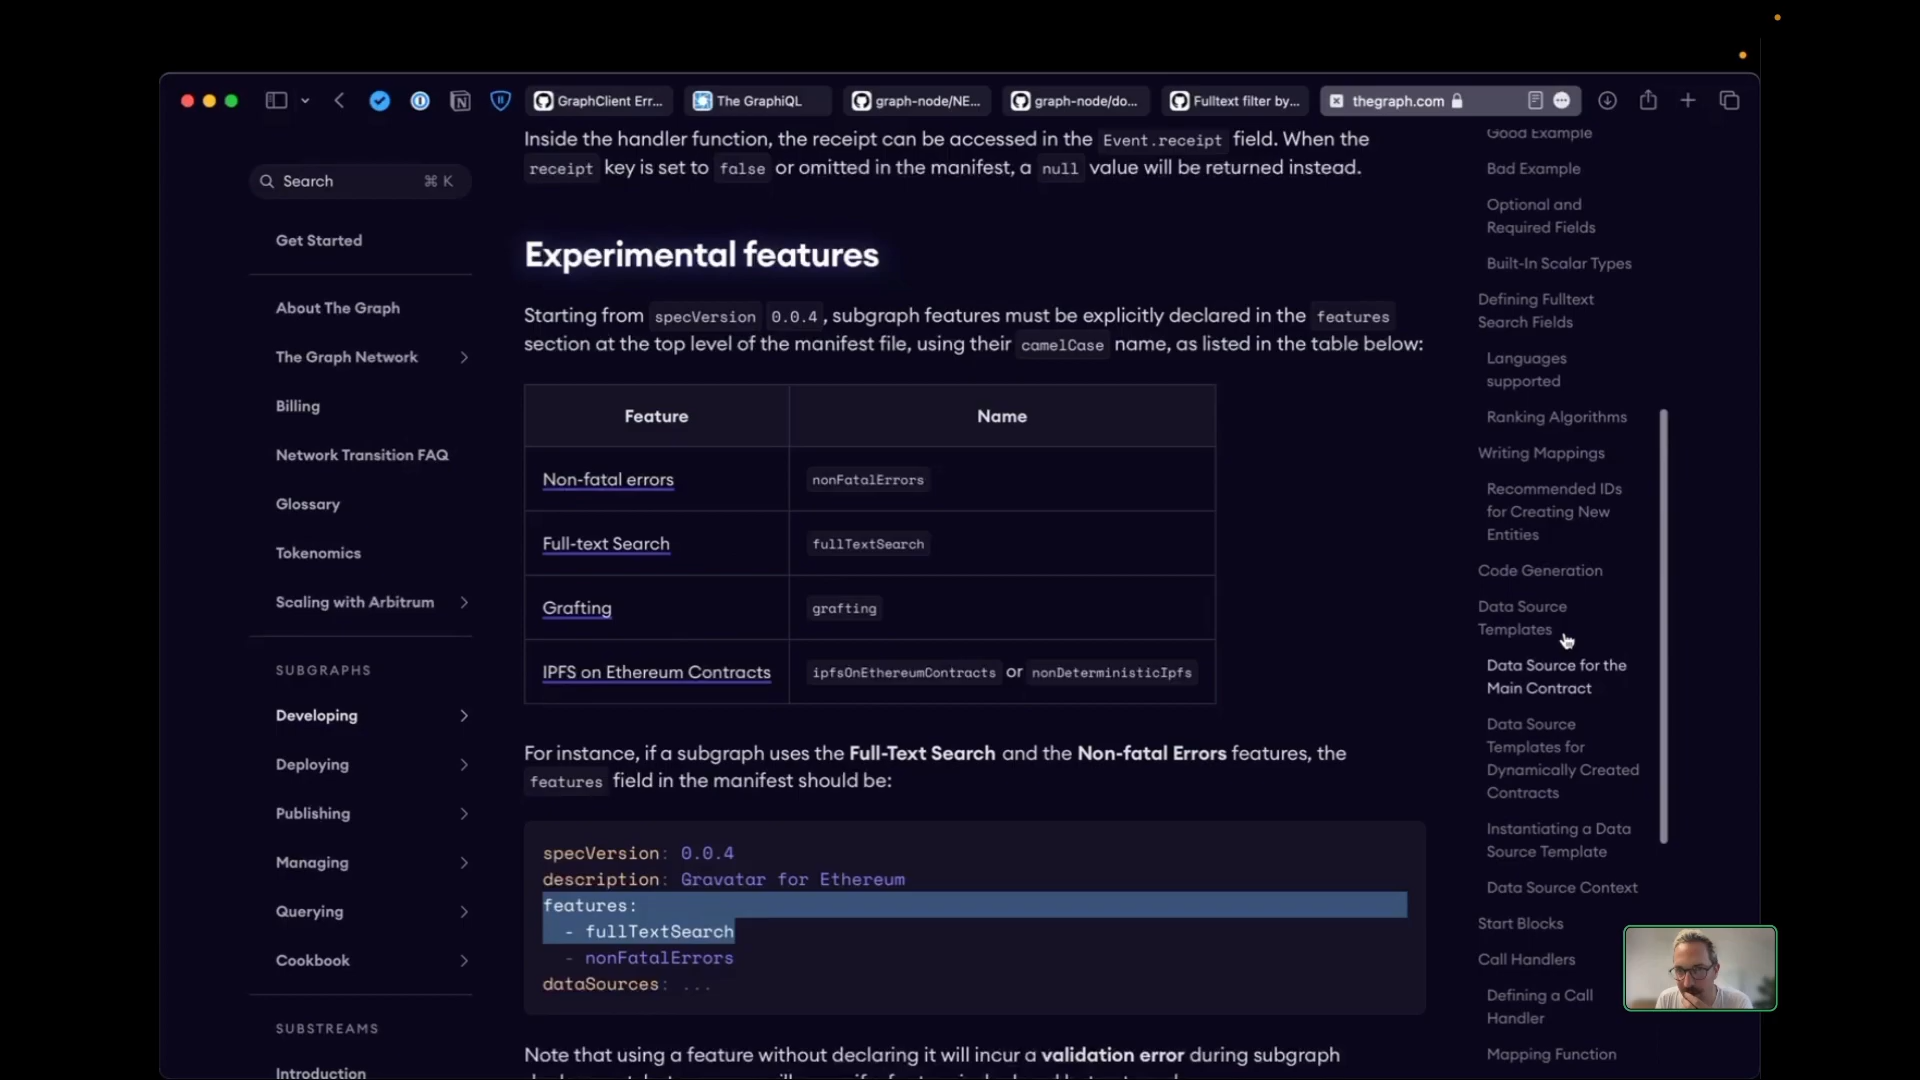 GraphClient Err...
The GraphiQL
graph-node/NE...
graph-node/do...
Fulltext filter by...
thegraph.com
Search
⌘ K
Get Started
About The Graph
The Graph Network
Billing
Network Transition FAQ
Glossary
Tokenomics
Scaling with Arbitrum
SUBGRAPHS
Developing
Deploying
Publishing
Managing
Querying
Cookbook
SUBSTREAMS
Introduction
Inside the handler function, the receipt can be accessed in the Event.receipt field. When the
receipt key is set to false or omitted in the manifest, a null value will be returned instead.
Experimental features
Starting from specVersion 0.0.4, subgraph features must be explicitly declared in the features
section at the top level of the manifest file, using their camelCase name, as listed in the table below:
Feature Name
Non-fatal errors nonFatalErrors
Full-text Search fullTextSearch
Grafting grafting
IPFS on Ethereum Contracts ipfsOnEthereumContracts or nonDeterministicIpfs
For instance, if a subgraph uses the Full-Text Search and the Non-fatal Errors features, the
features field in the manifest should be:
specVersion: 0.0.4
description: Gravatar for Ethereum
features:
- fullTextSearch
- nonFatalErrors
dataSources: ...
Note that using a feature without declaring it will incur a validation error during subgraph
Good Example
Bad Example
Optional and
Required Fields
Built-In Scalar Types
Defining Fulltext
Search Fields
Languages
supported
Ranking Algorithms
Writing Mappings
Recommended IDs
for Creating New
Entities
Code Generation
Data Source
Templates
Data Source for the
Main Contract
Data Source
Templates for
Dynamically Created
Contracts
Instantiating a Data
Source Template
Data Source Context
Start Blocks
Call Handlers
Defining a Call
Handler
Mapping Function